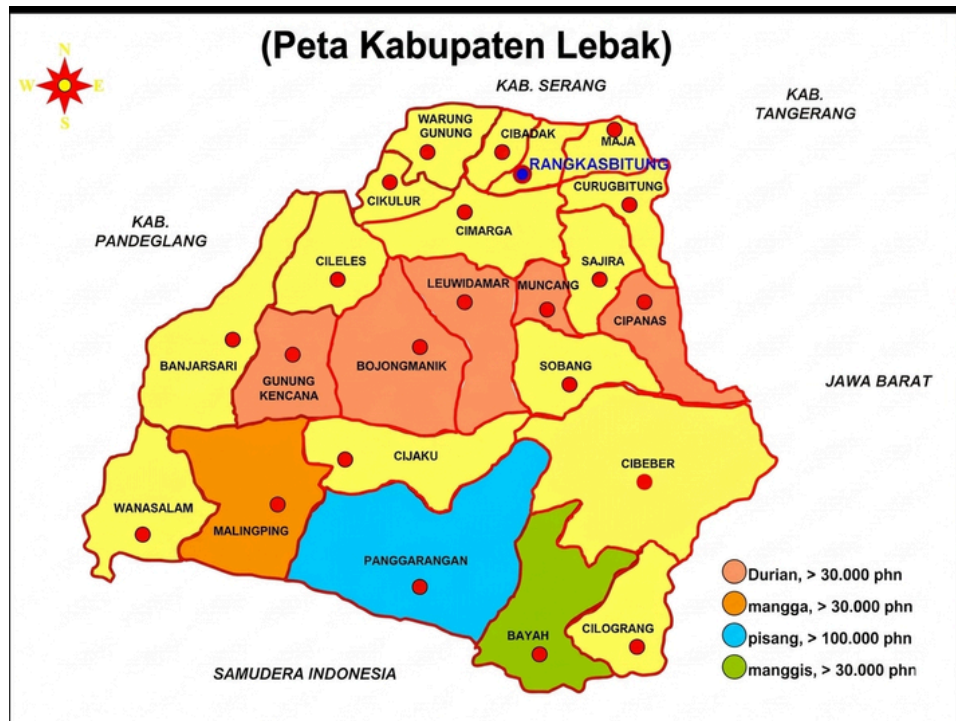 (Peta Kabupaten Lebak)
N
W E
S
KAB. SERANG
KAB.
TANGERANG
WARUNG
GUNUNG
CIBADAK
MAJA
RANGKASBITUNG
CURUGBITUNG
CIKULUR
KAB.
PANDEGLANG
CIMARGA
CILELES
SAJIRA
LEUWIDAMAR
MUNCANG
CIPANAS
BANJARSARI
GUNUNG
KENCANA
BOJONGMANIK
SOBANG
JAWA BARAT
CIJAKU
CIBEBER
WANASALAM
MALINGPING
PANGGARANGAN
BAYAH
CILOGRANG
SAMUDERA INDONESIA
Durian, > 30.000 phn
mangga, > 30.000 phn
pisang, > 100.000 phn
manggis, > 30.000 phn